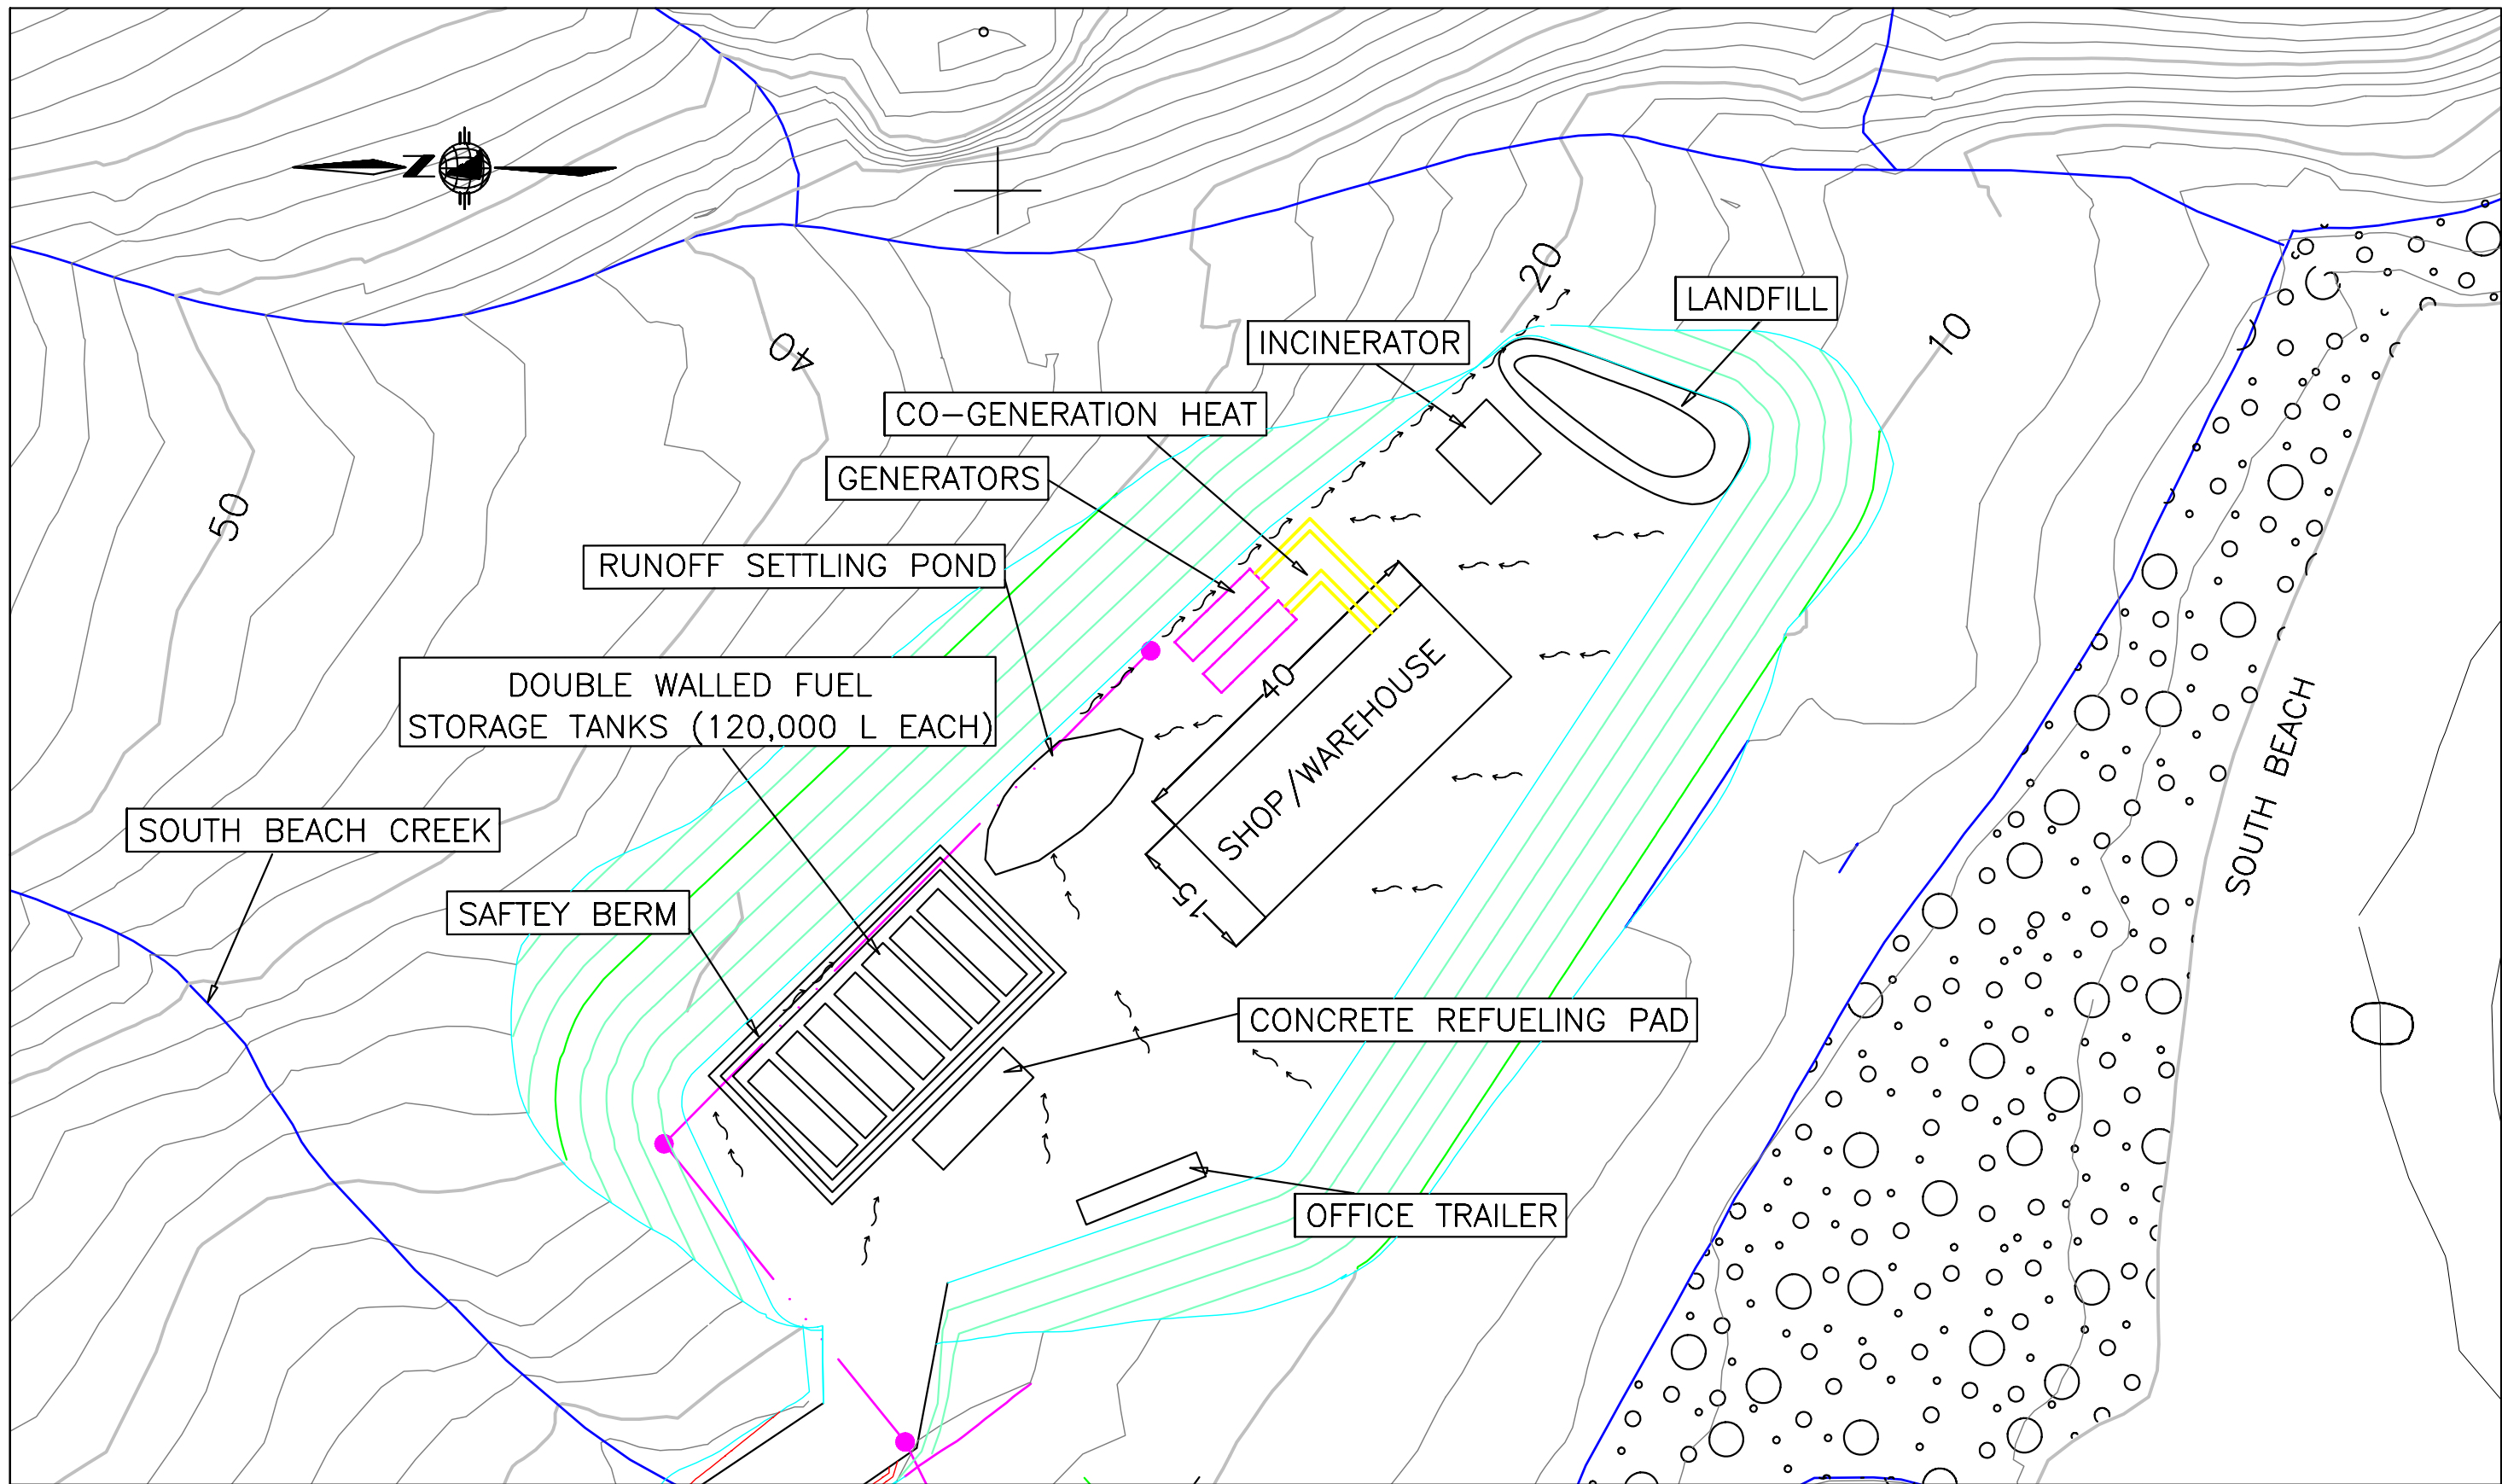 N
20
LANDFILL
INCINERATOR
10
40
CO-GENERATION HEAT
GENERATORS
50
RUNOFF SETTLING POND
40
SHOP/WAREHOUSE
DOUBLE WALLED FUEL
STORAGE TANKS (120,000 L EACH)
SOUTH BEACH
SOUTH BEACH CREEK
15
SAFTEY BERM
CONCRETE REFUELING PAD
OFFICE TRAILER